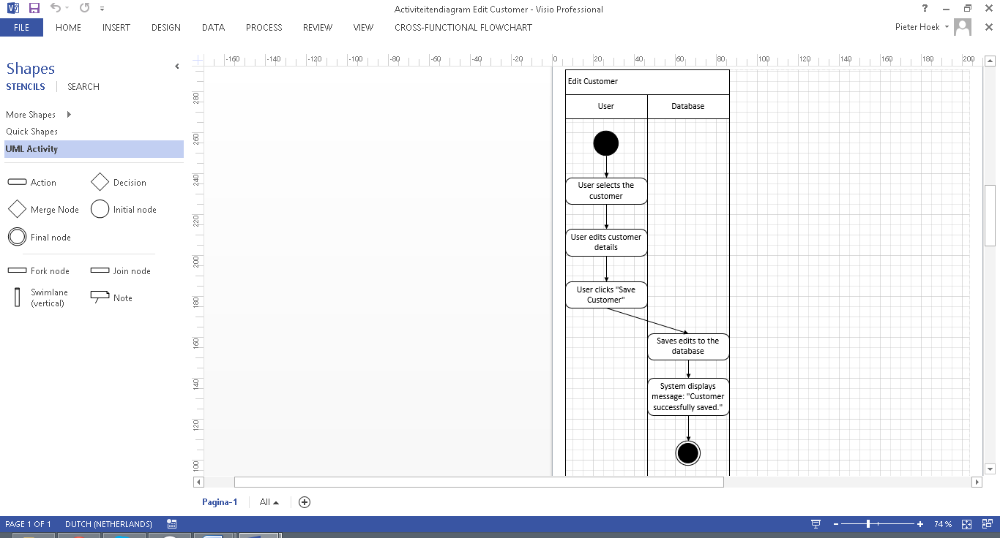 Activiteitendiagram Edit Customer - Visio Professional
?
FILE HOME INSERT DESIGN DATA PROCESS REVIEW VIEW CROSS-FUNCTIONAL FLOWCHART
Pieter Hoek
Shapes
STENCILS SEARCH
More Shapes
Quick Shapes
UML Activity
Action Decision
Merge Node Initial node
Final node
Fork node Join node
Swimlane
(vertical)
Note
-160 -140 -120 -100 -80 -60 -40 -20 0 20 40 60 80 100 120 140 160 180 200
280
260
240
220
200
180
160
140
120
100
Edit Customer
User Database
User selects the
customer
User edits customer
details
User clicks "Save
Customer"
Saves edits to the
database
System displays
message: "Customer
successfully saved."
Pagina-1 All
PAGE 1 OF 1 DUTCH (NETHERLANDS)
74 %